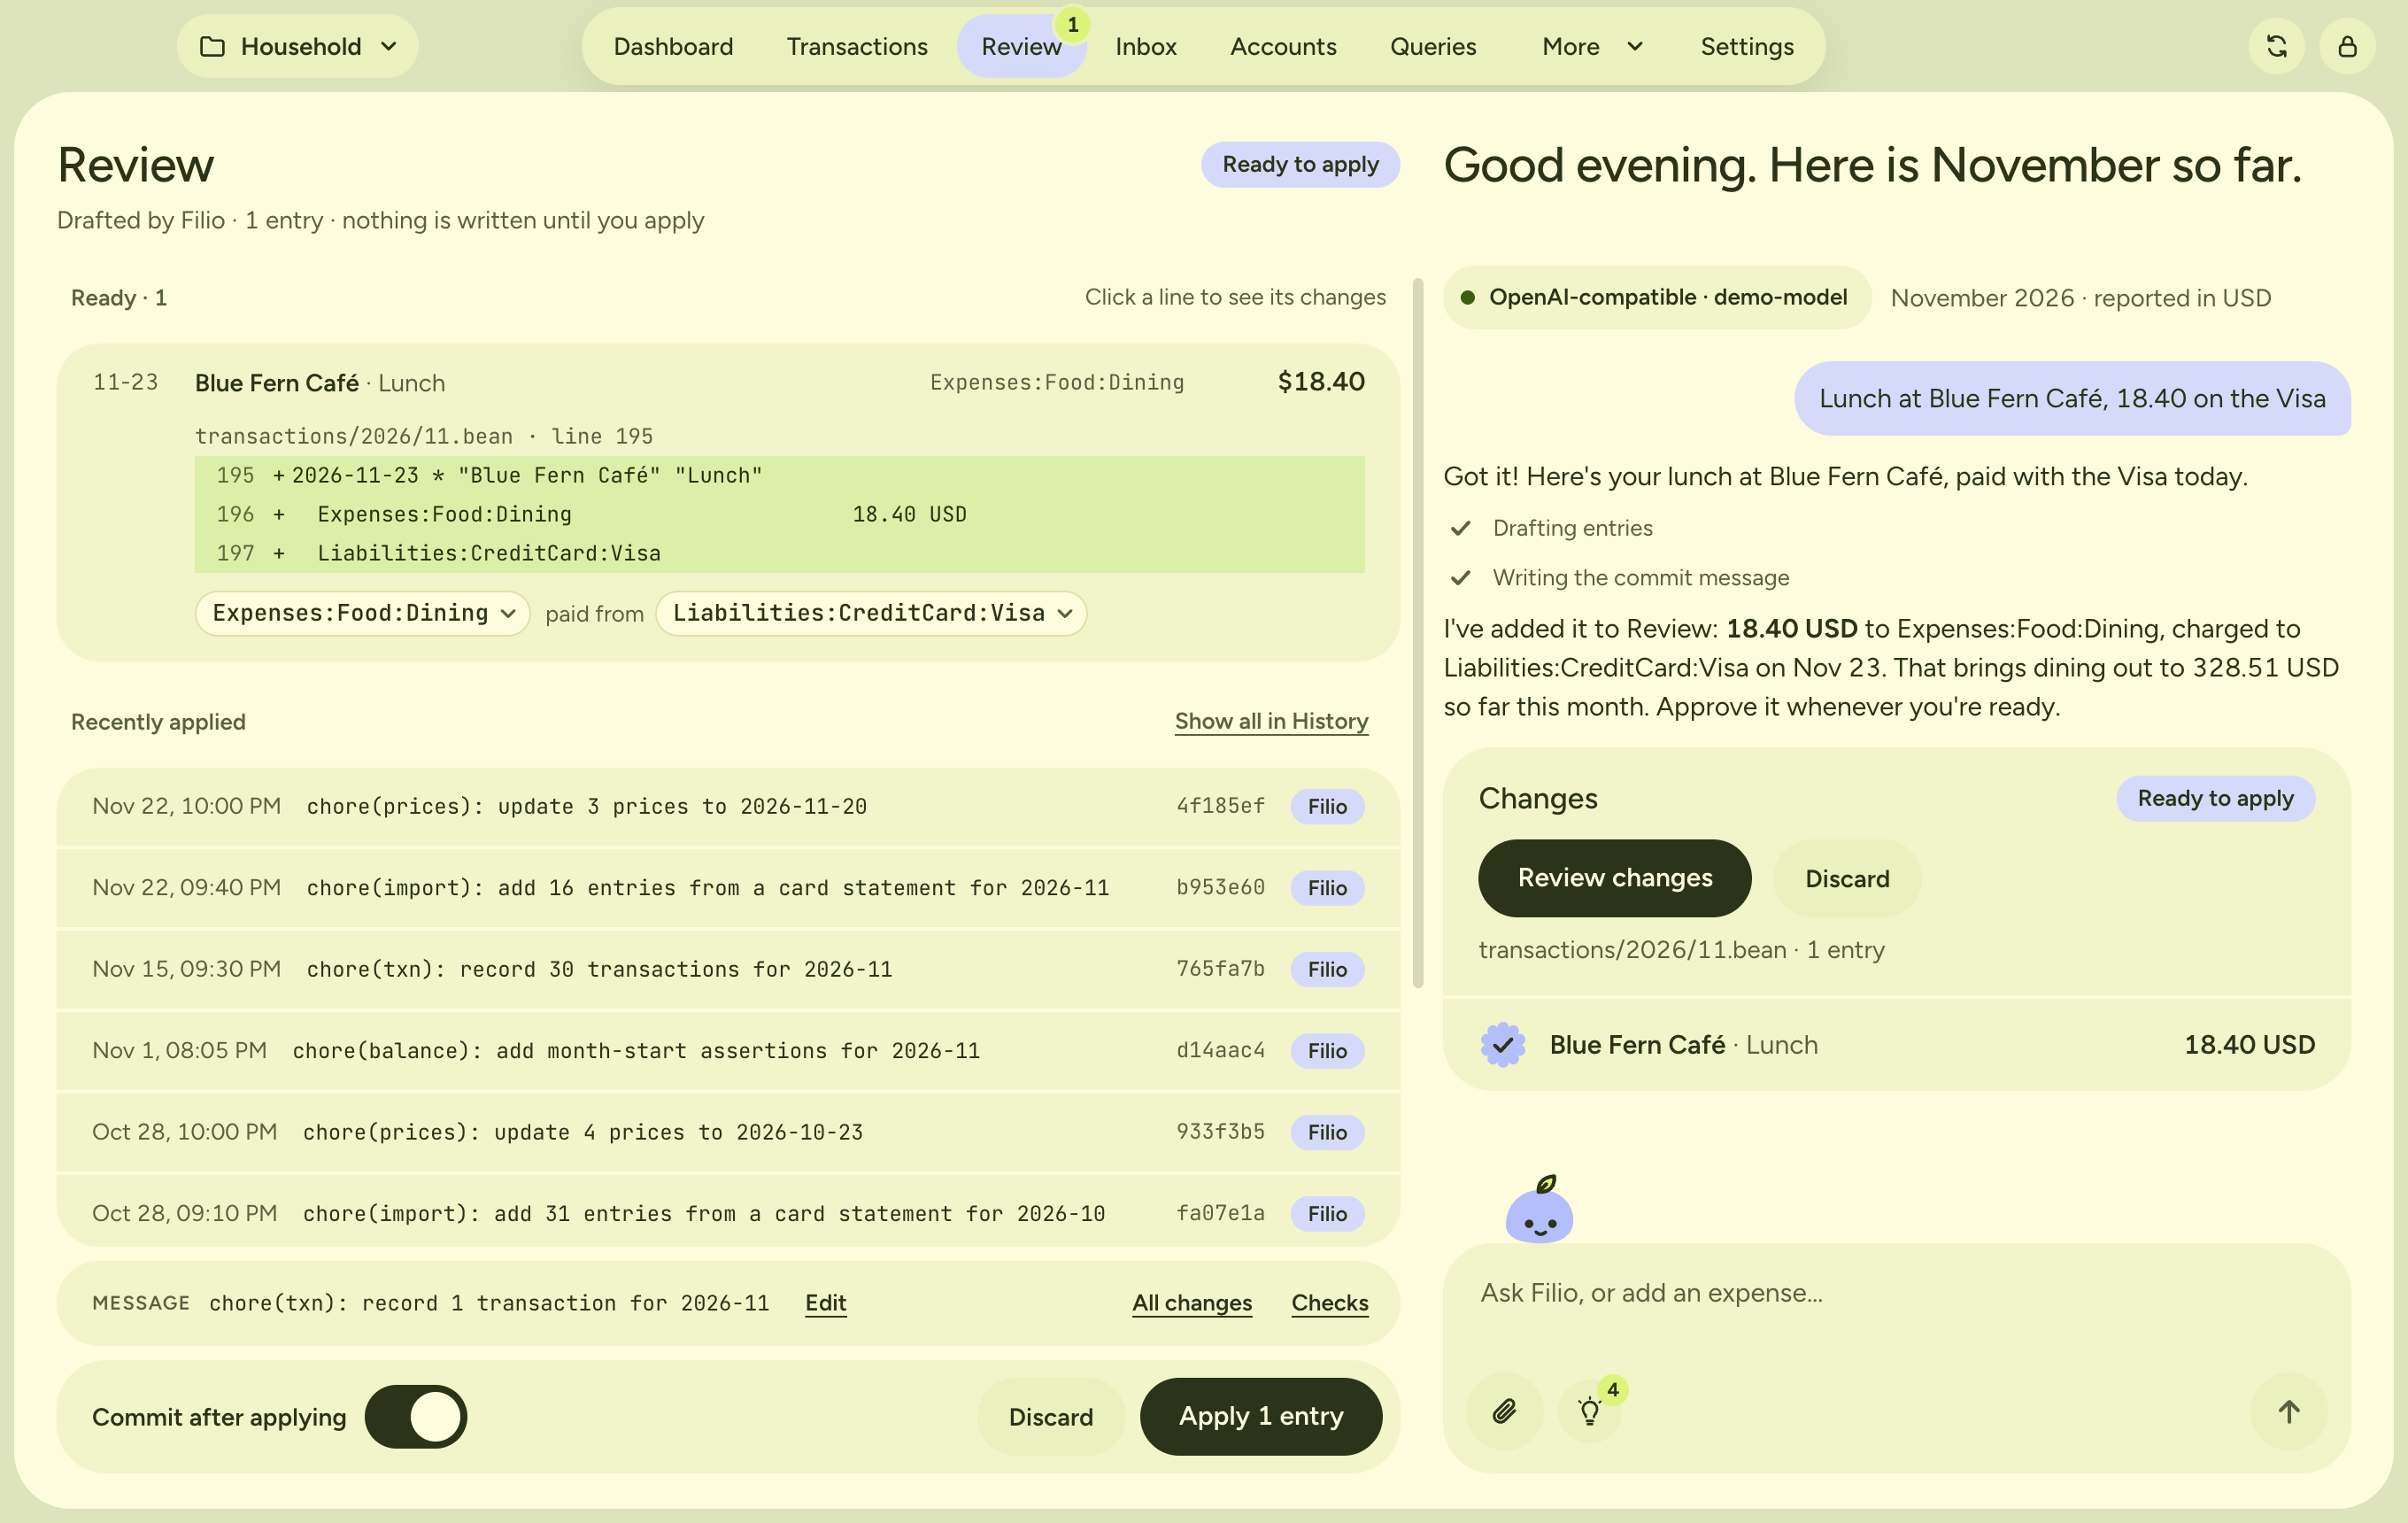 Household
Dashboard
Transactions
Review
1
Inbox
Accounts
Queries
More
Settings
Review
Ready to apply
Drafted by Filio · 1 entry · nothing is written until you apply
Ready · 1
Click a line to see its changes
11-23 Blue Fern Café · Lunch Expenses:Food:Dining $18.40
transactions/2026/11.bean · line 195
195 +2026-11-23 * "Blue Fern Café" "Lunch"
196 + Expenses:Food:Dining 18.40 USD
197 + Liabilities:CreditCard:Visa
Expenses:Food:Dining paid from Liabilities:CreditCard:Visa
Recently applied
Show all in History
Nov 22, 10:00 PM chore(prices): update 3 prices to 2026-11-20 4f185ef Filio
Nov 22, 09:40 PM chore(import): add 16 entries from a card statement for 2026-11 b953e60 Filio
Nov 15, 09:30 PM chore(txn): record 30 transactions for 2026-11 765fa7b Filio
Nov 1, 08:05 PM chore(balance): add month-start assertions for 2026-11 d14aac4 Filio
Oct 28, 10:00 PM chore(prices): update 4 prices to 2026-10-23 933f3b5 Filio
Oct 28, 09:10 PM chore(import): add 31 entries from a card statement for 2026-10 fa07e1a Filio
MESSAGE chore(txn): record 1 transaction for 2026-11 Edit All changes Checks
Commit after applying
Discard
Apply 1 entry
Good evening. Here is November so far.
OpenAI-compatible · demo-model
November 2026 · reported in USD
Lunch at Blue Fern Café, 18.40 on the Visa
Got it! Here's your lunch at Blue Fern Café, paid with the Visa today.
Drafting entries
Writing the commit message
I've added it to Review: 18.40 USD to Expenses:Food:Dining, charged to
Liabilities:CreditCard:Visa on Nov 23. That brings dining out to 328.51 USD
so far this month. Approve it whenever you're ready.
Changes
Ready to apply
Review changes
Discard
transactions/2026/11.bean · 1 entry
Blue Fern Café · Lunch 18.40 USD
Ask Filio, or add an expense...
4